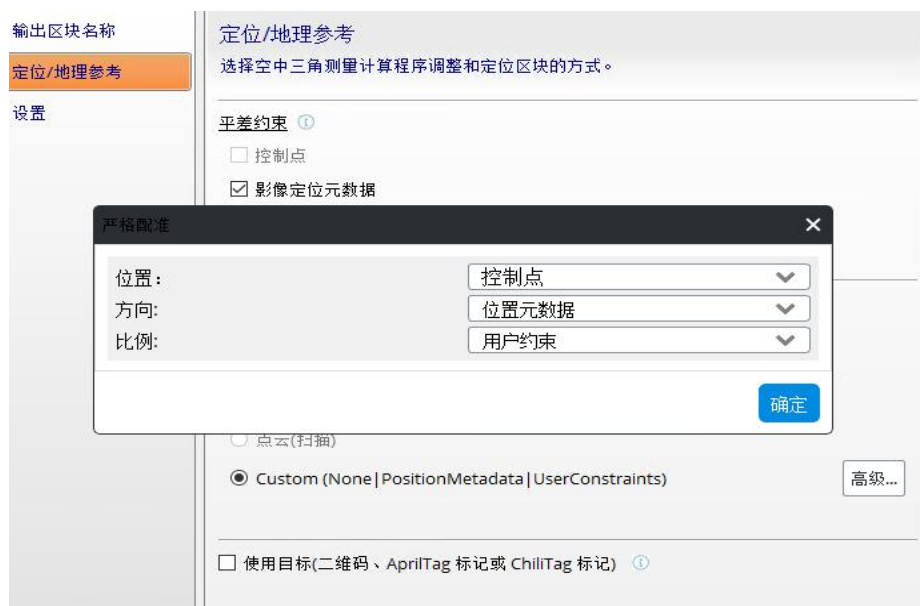 输出区块名称
定位/地理参考
设置
定位/地理参考
选择空中三角测量计算程序调整和定位区块的方式。
平差约束
控制点
影像定位元数据
严格配准
位置：
控制点
方向:
位置元数据
比例:
用户约束
确定
点云(扫描)
Custom (None|PositionMetadata|UserConstraints)
高级...
使用目标(二维码、AprilTag 标记或 ChiliTag 标记)